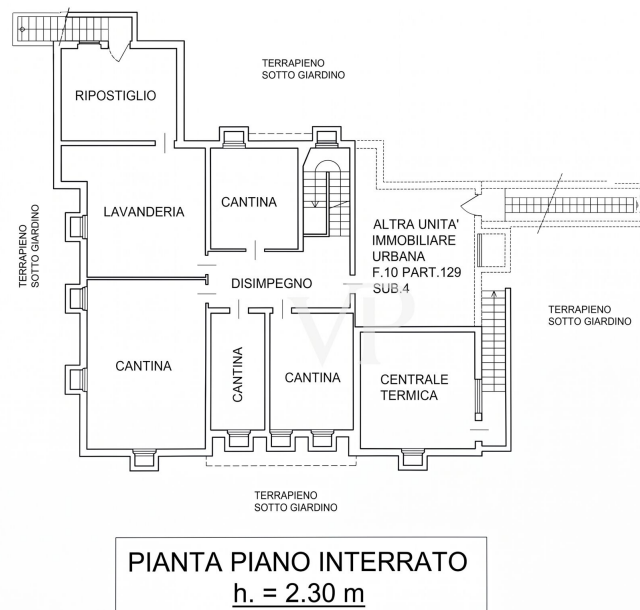 TERRAPIENO
SOTTO GIARDINO
RIPOSTIGLIO
CANTINA
LAVANDERIA
TERRAPIENO
SOTTO GIARDINO
ALTRA UNITA'
IMMOBILIARE
URBANA
F.10 PART.129
SUB.4
DISIMPEGNO
TERRAPIENO
SOTTO GIARDINO
VP
CANTINA
CANTINA
CANTINA
CENTRALE
TERMICA
TERRAPIENO
SOTTO GIARDINO
PIANTA PIANO INTERRATO
h. = 2.30 m